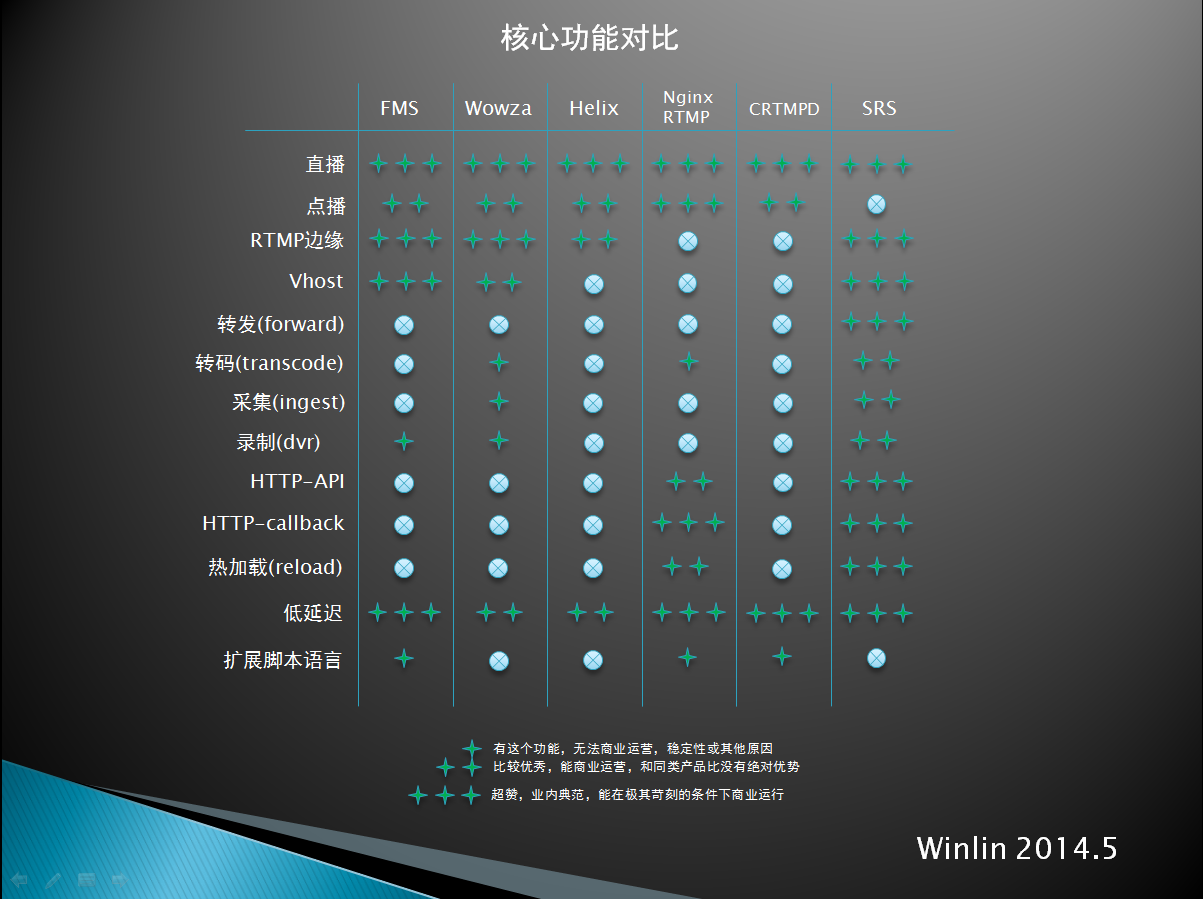 核心功能对比
FMS Wowza Helix Nginx RTMP CRTMPD SRS
直播
点播
RTMP边缘
Vhost
转发(forward)
转码(transcode)
采集(ingest)
录制(dvr)
HTTP-API
HTTP-callback
热加载(reload)
低延迟
扩展脚本语言
有这个功能，无法商业运营，稳定性或其他原因
比较优秀，能商业运营，和同类产品比没有绝对优势
超赞，业内典范，能在极其苛刻的条件下商业运行
Winlin 2014.5